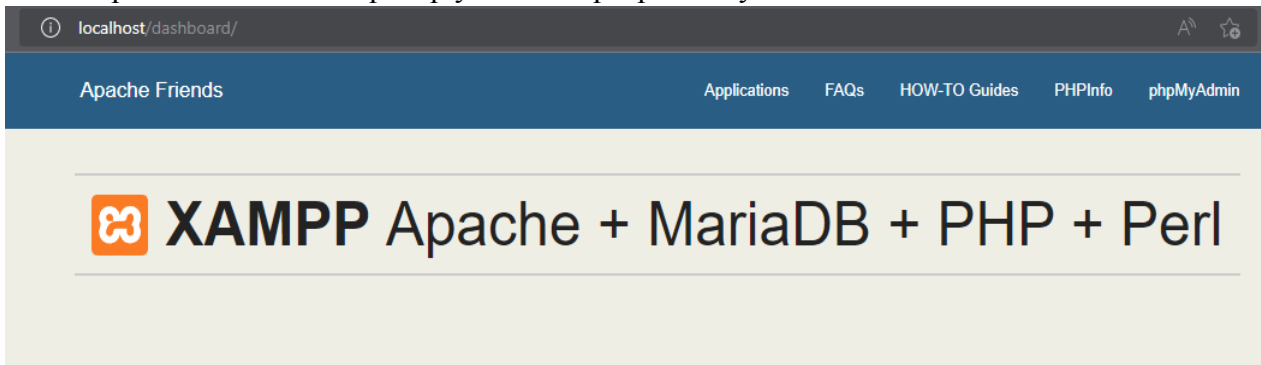 localhost/dashboard/
Apache Friends Applications FAQs HOW-TO Guides PHPInfo phpMyAdmin
XAMPP Apache + MariaDB + PHP + Perl